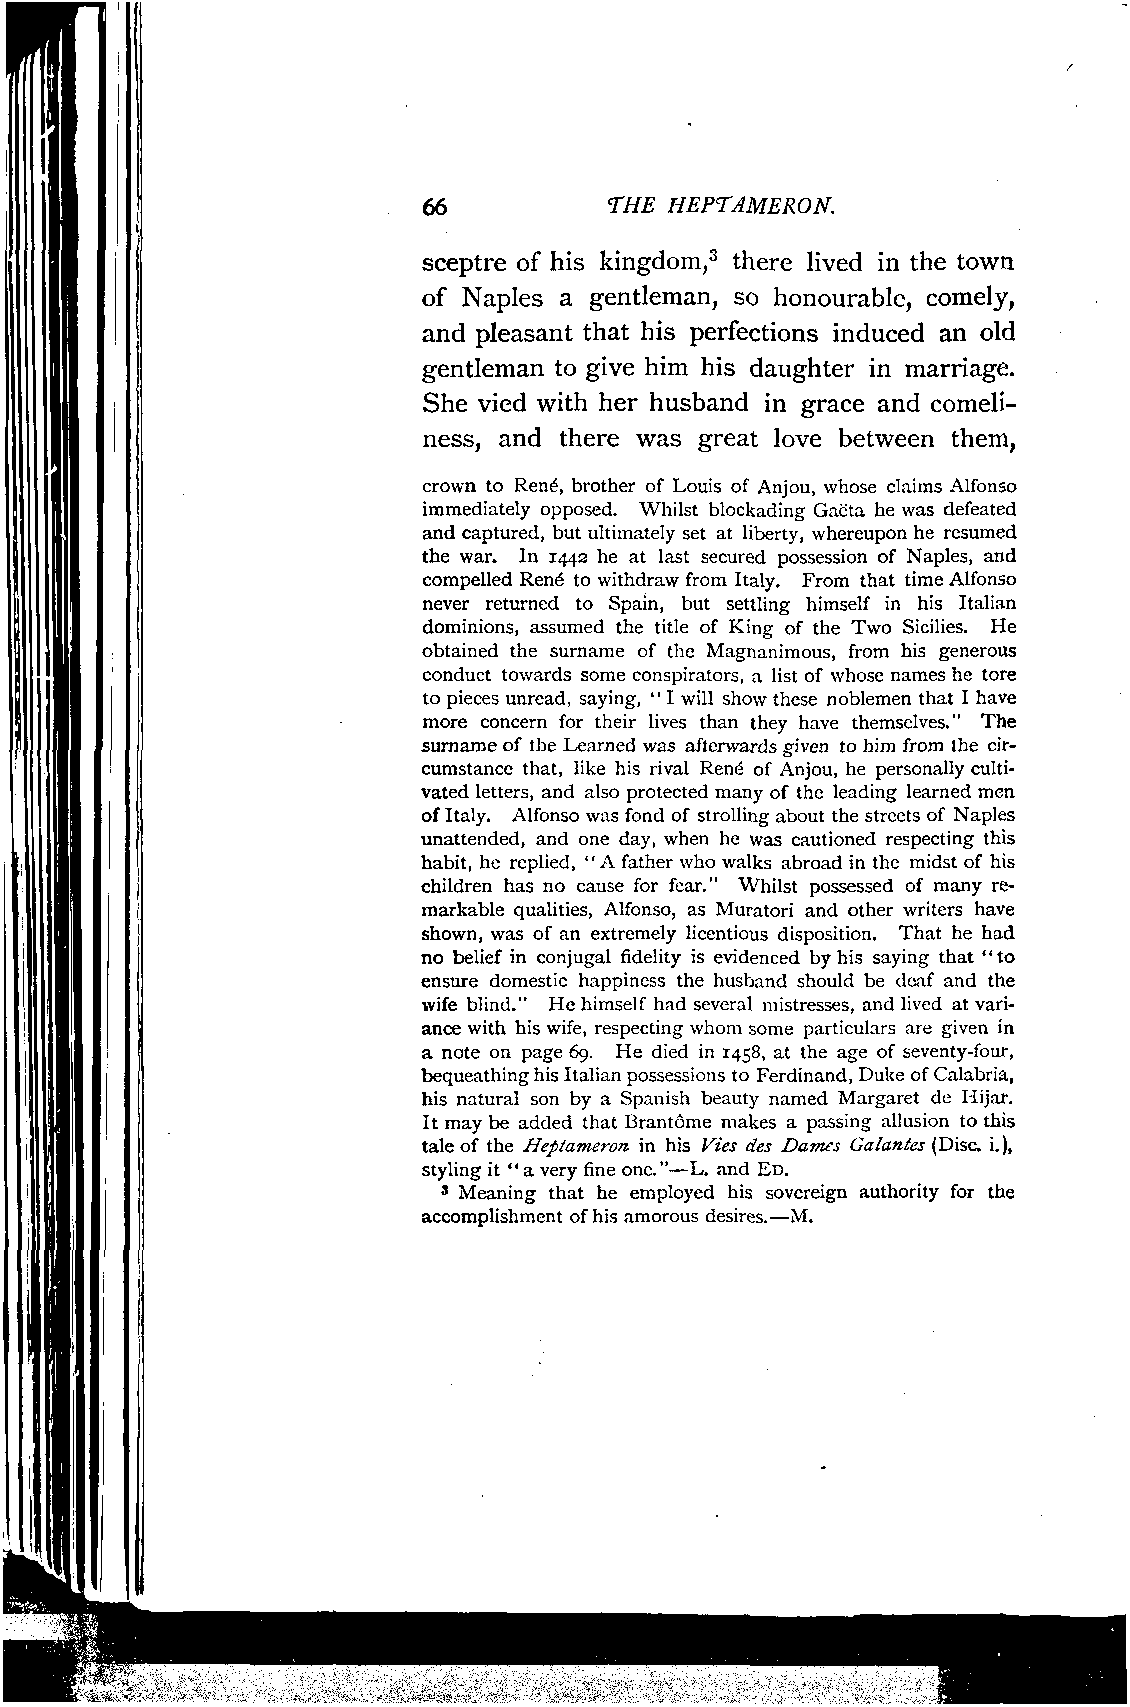 66 THE HEPTAMERON.
sceptre of his kingdom,³ there lived in the town
of Naples a gentleman, so honourable, comely,
and pleasant that his perfections induced an old
gentleman to give him his daughter in marriage.
She vied with her husband in grace and comeli-
ness, and there was great love between them,
crown to René, brother of Louis of Anjou, whose claims Alfonso
immediately opposed. Whilst blockading Gaëta he was defeated
and captured, but ultimately set at liberty, whereupon he resumed
the war. In 1442 he at last secured possession of Naples, and
compelled René to withdraw from Italy. From that time Alfonso
never returned to Spain, but settling himself in his Italian
dominions, assumed the title of King of the Two Sicilies. He
obtained the surname of the Magnanimous, from his generous
conduct towards some conspirators, a list of whose names he tore
to pieces unread, saying, "I will show these noblemen that I have
more concern for their lives than they have themselves." The
surname of the Learned was afterwards given to him from the cir-
cumstance that, like his rival René of Anjou, he personally culti-
vated letters, and also protected many of the leading learned men
of Italy. Alfonso was fond of strolling about the streets of Naples
unattended, and one day, when he was cautioned respecting this
habit, he replied, "A father who walks abroad in the midst of his
children has no cause for fear." Whilst possessed of many re-
markable qualities, Alfonso, as Muratori and other writers have
shown, was of an extremely licentious disposition. That he had
no belief in conjugal fidelity is evidenced by his saying that "to
ensure domestic happiness the husband should be deaf and the
wife blind." He himself had several mistresses, and lived at vari-
ance with his wife, respecting whom some particulars are given in
a note on page 69. He died in 1458, at the age of seventy-four,
bequeathing his Italian possessions to Ferdinand, Duke of Calabria,
his natural son by a Spanish beauty named Margaret de Hijar.
It may be added that Brantôme makes a passing allusion to this
tale of the Heptameron in his Vies des Dames Galantes (Disc. i.),
styling it "a very fine one."—L. and ED.
³ Meaning that he employed his sovereign authority for the
accomplishment of his amorous desires.—M.